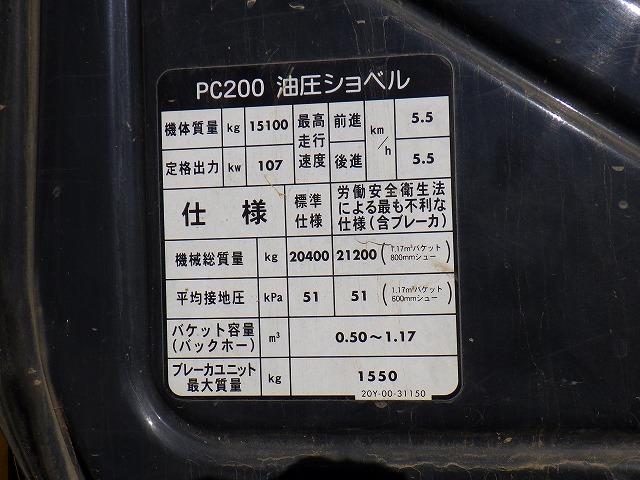 PC200 油圧ショベル
機体質量 kg 15100 最高走行速度 前進 km/h 5.5
定格出力 kw 107 後進 5.5
仕様 標準仕様 労働安全衛生法による最も不利な仕様(含ブレーカ)
機械総質量 kg 20400 21200 (1.17m³バケット 800mmシュー)
平均接地圧 kPa 51 51 (1.17m³バケット 600mmシュー)
バケット容量(バックホー) m³ 0.50～1.17
ブレーカユニット最大質量 kg 1550
20Y-00-31150